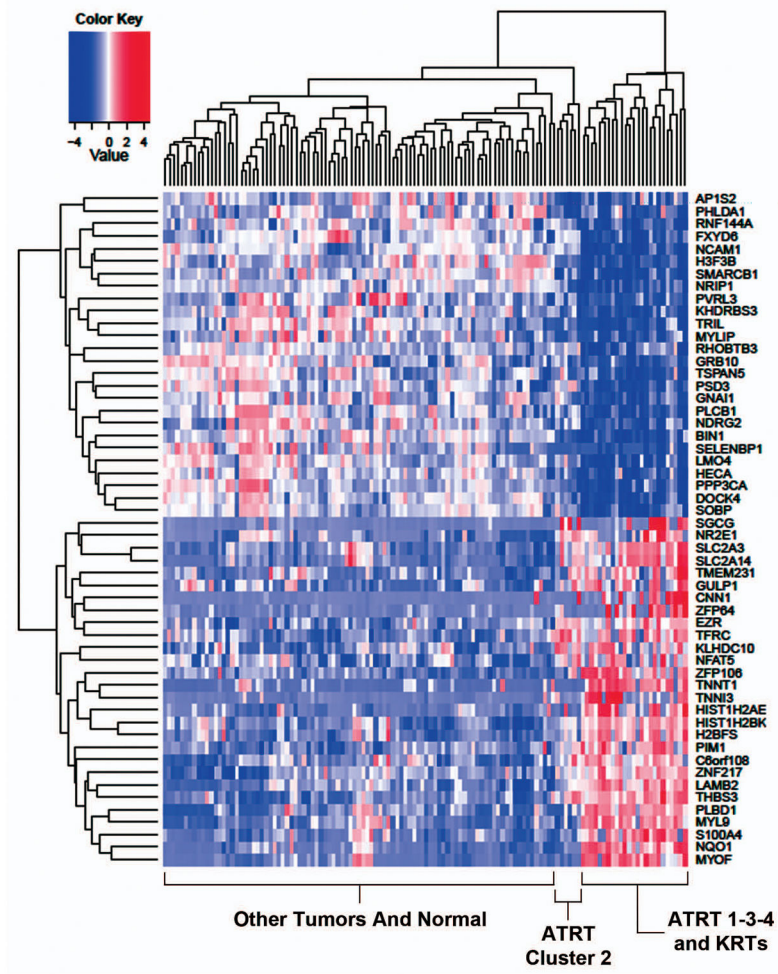 Color Key
−4 0 2 4
Value
AP1S2
PHLDA1
RNF144A
FXYD6
NCAM1
H3F3B
SMARCB1
NRIP1
PVRL3
KHDRBS3
TRIL
MYLIP
RHOBTB3
GRB10
TSPAN5
PSD3
GNAI1
PLCB1
NDRG2
BIN1
SELENBP1
LMO4
HECA
PPP3CA
DOCK4
SOBP
SGCG
NR2E1
SLC2A3
SLC2A14
TMEM231
GULP1
CNN1
ZFP64
EZR
TFRC
KLHDC10
NFAT5
ZFP106
TNNT1
TNNI3
HIST1H2AE
HIST1H2BK
H2BFS
PIM1
C6orf108
ZNF217
LAMB2
THBS3
PLBD1
MYL9
S100A4
NQO1
MYOF
Other Tumors And Normal
ATRT
Cluster 2
ATRT 1-3-4
and KRTs